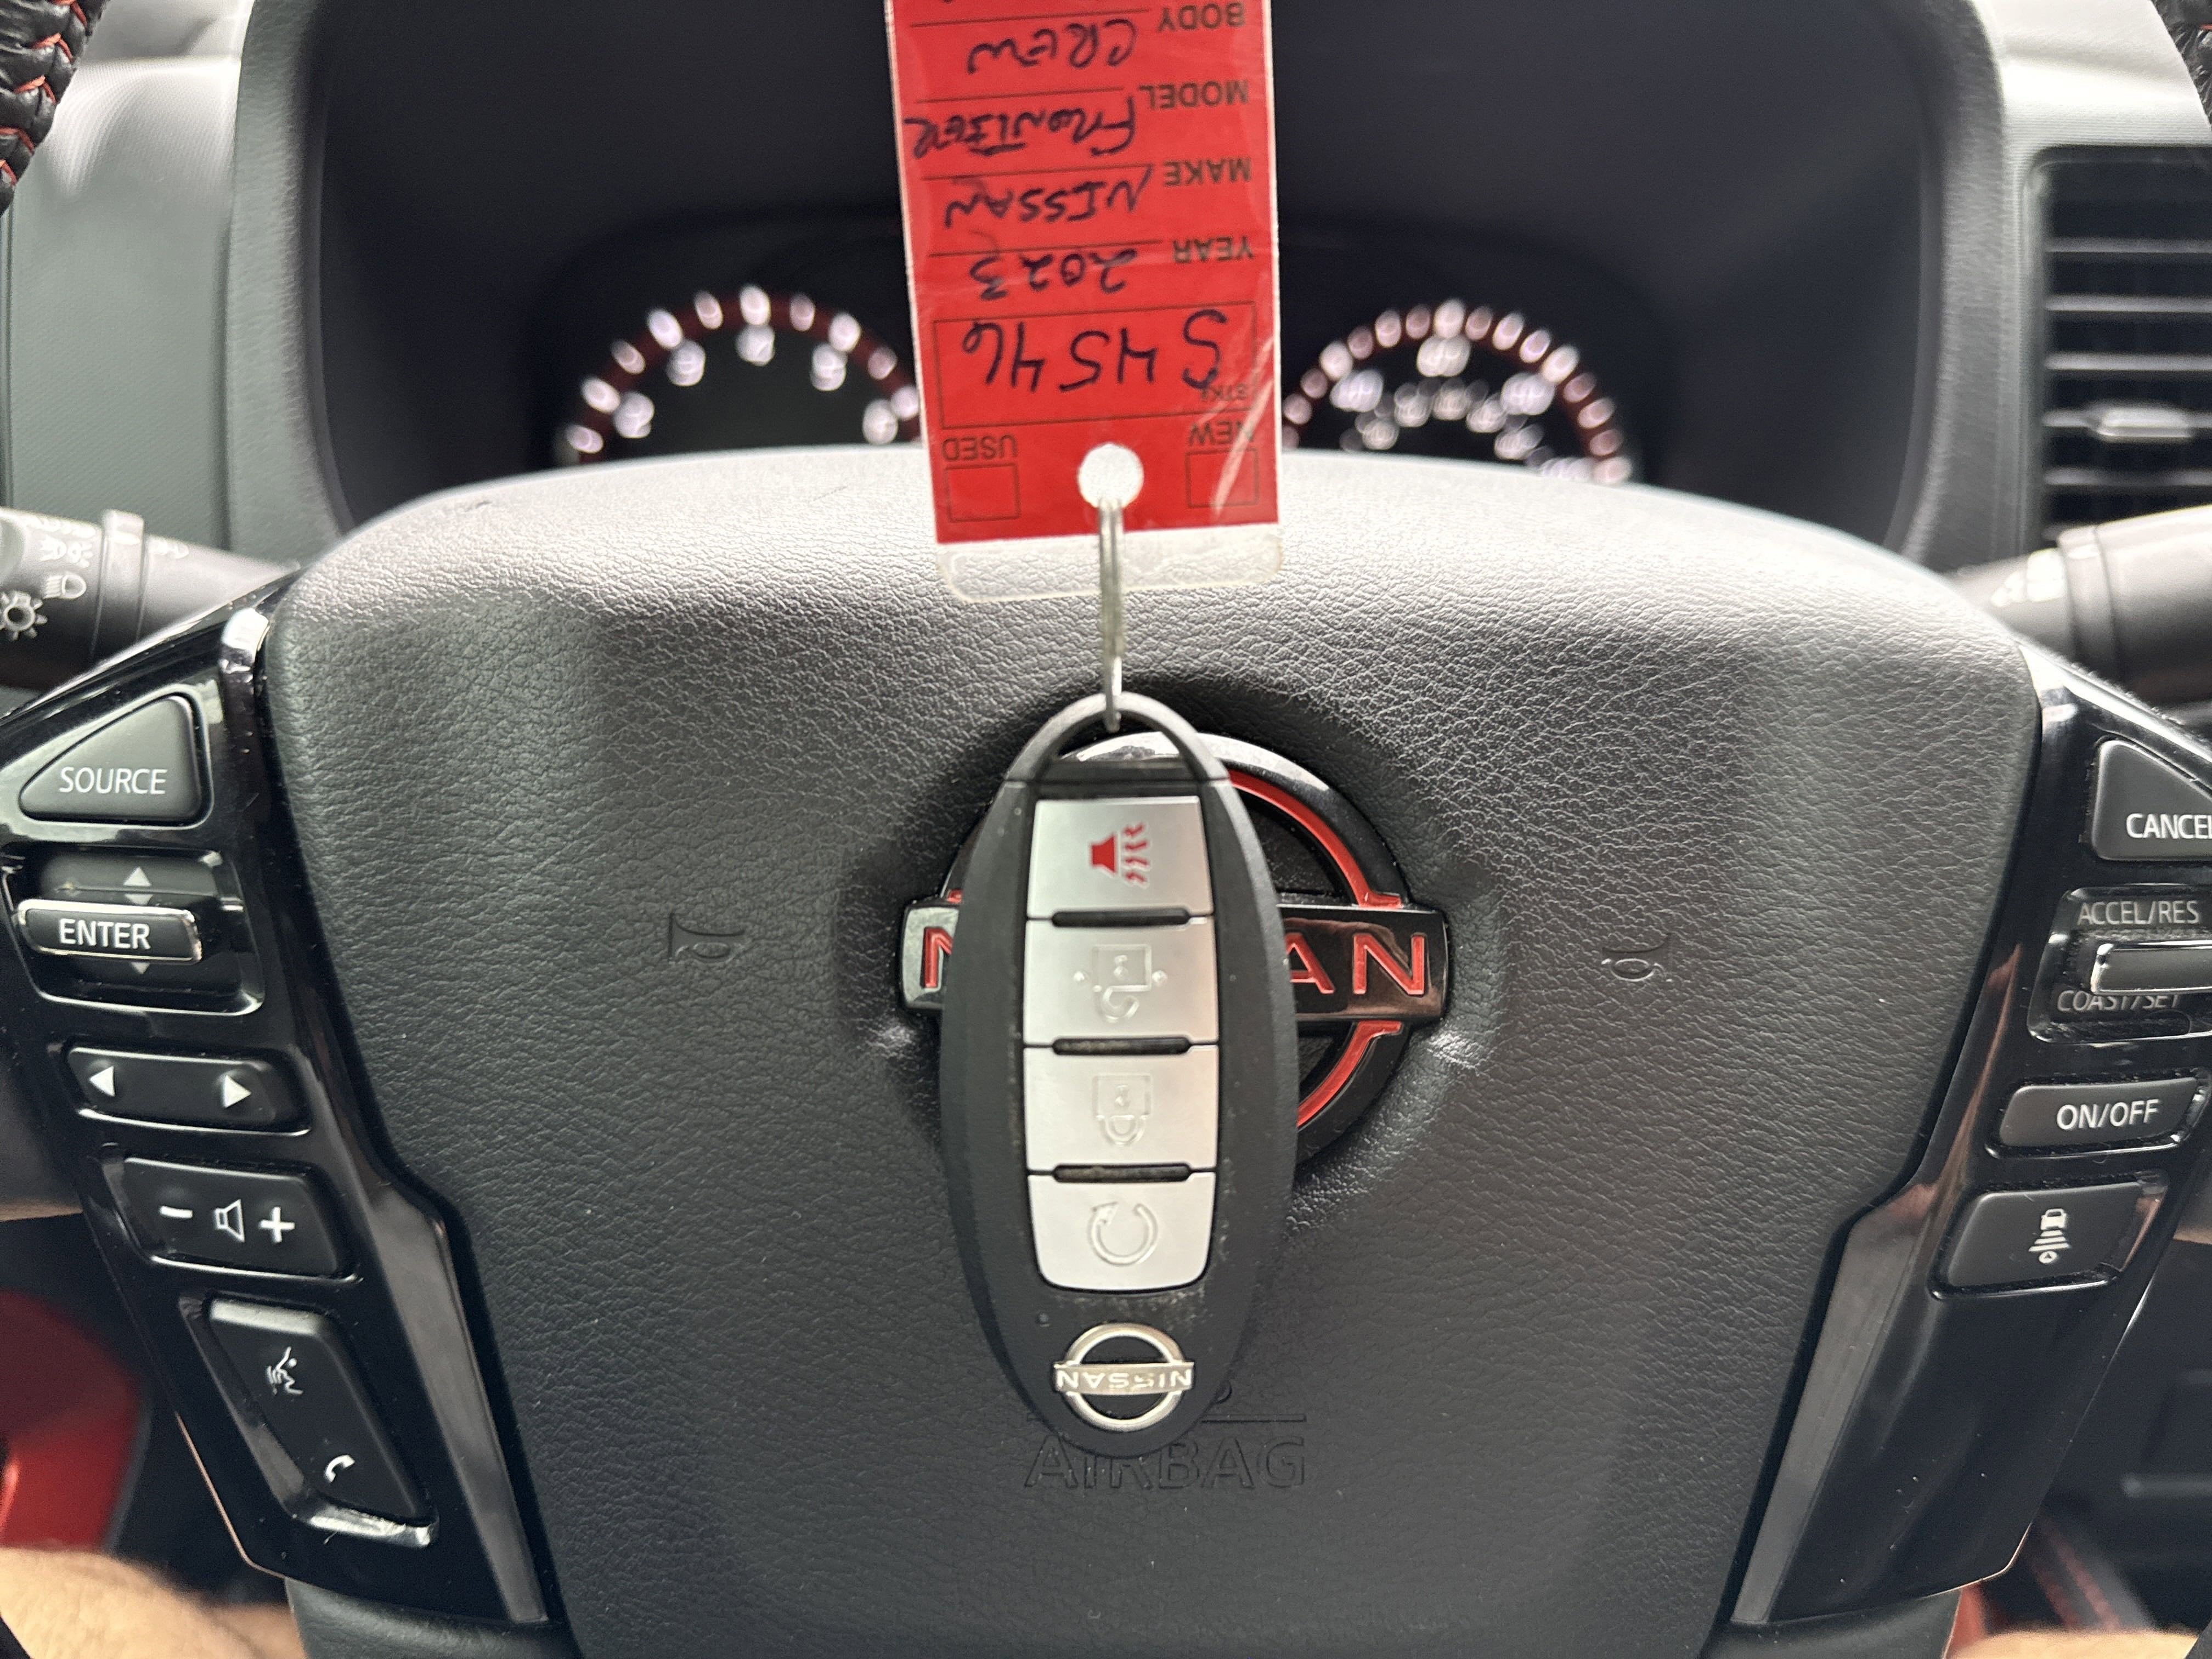 NEW USED
STK# S4546
YEAR 2023
MAKE NISSAN
MODEL FRONTIER
BODY CREW
SOURCE
ENTER
CANCEL
ACCEL/RES
COAST/SET
ON/OFF
NISSAN
AIRBAG